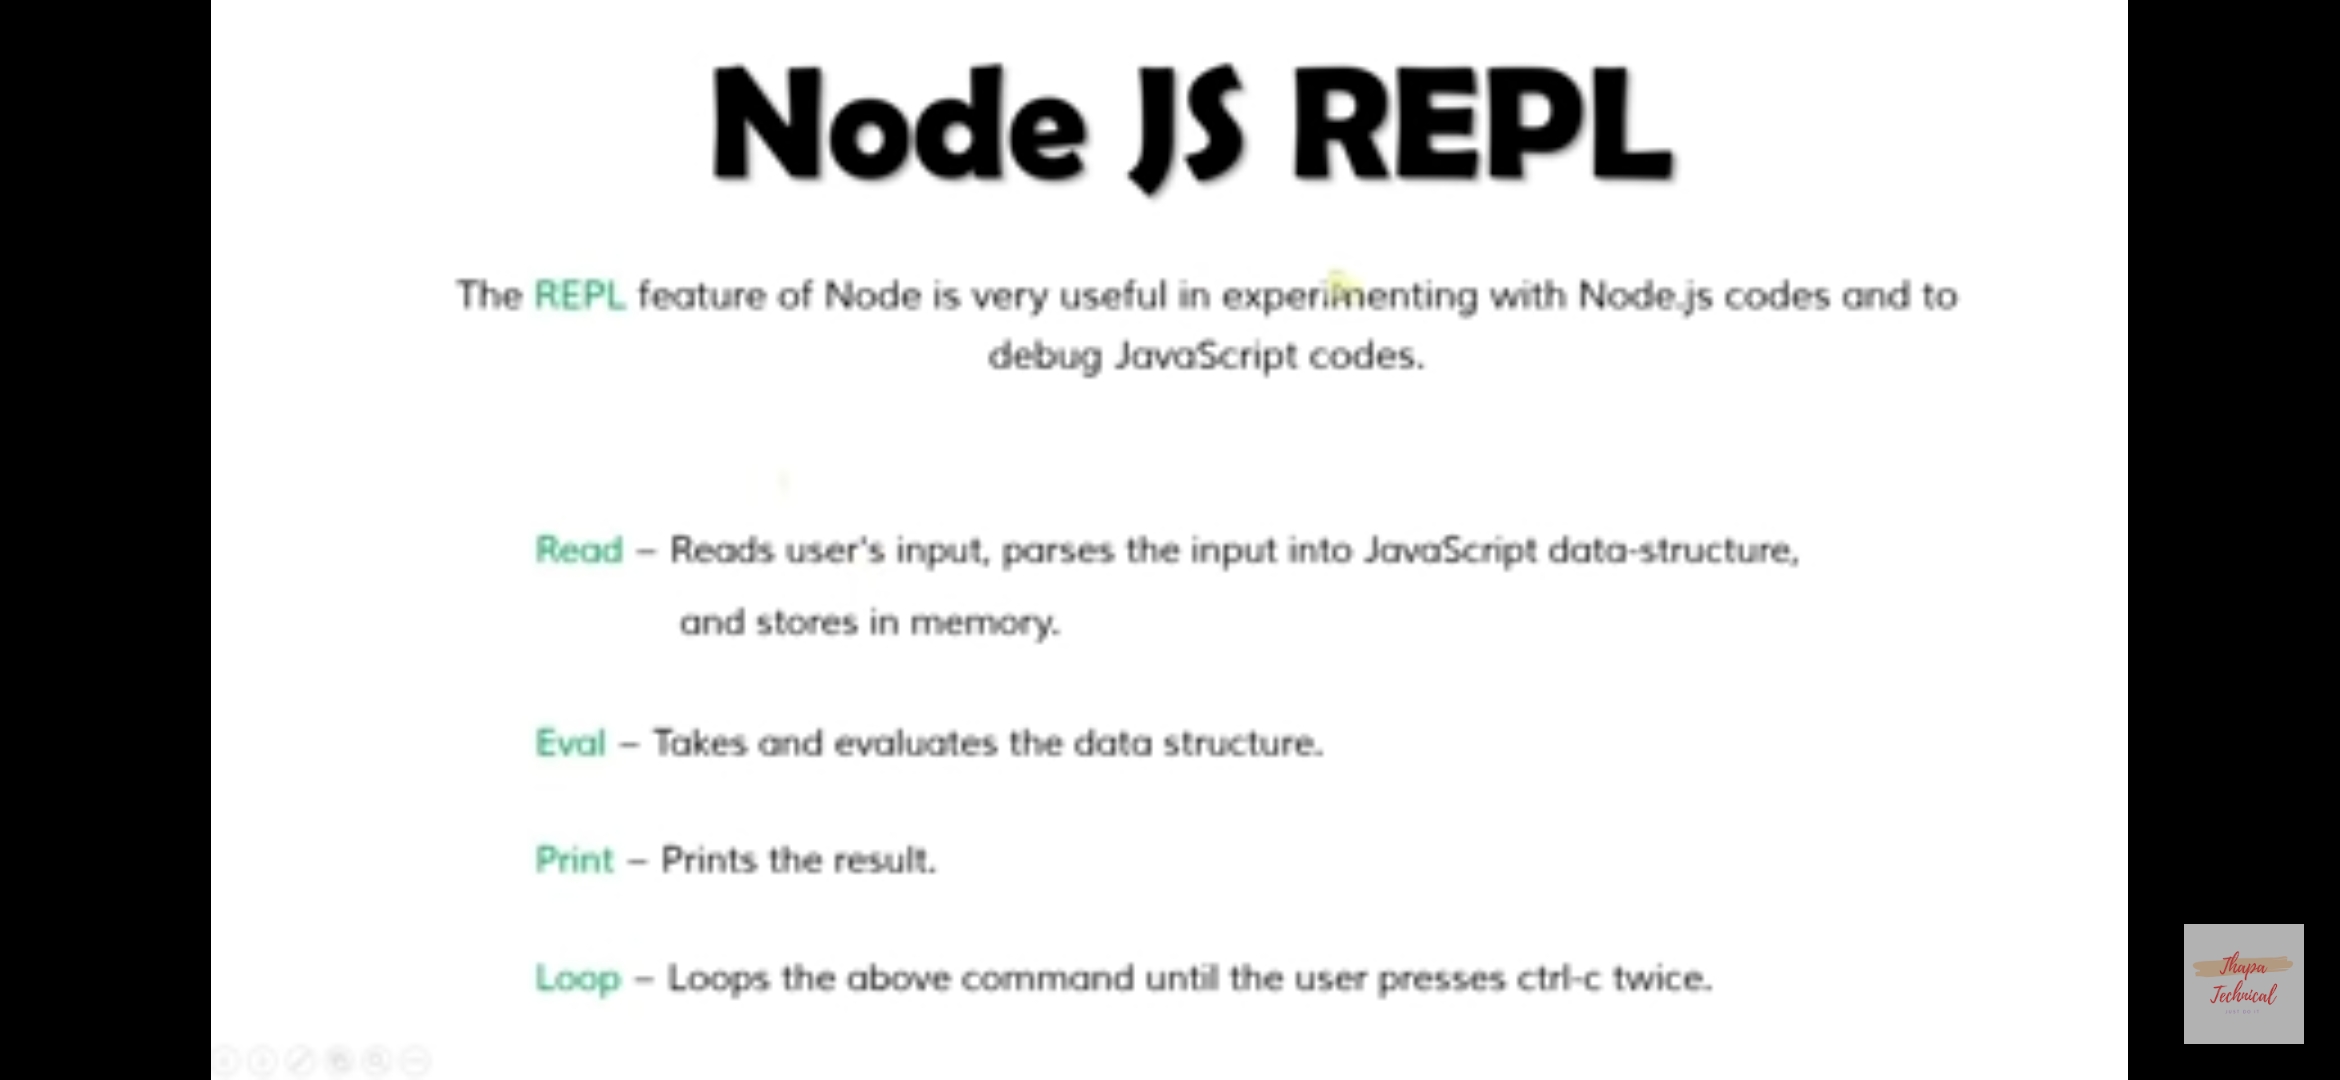 Node JS REPL
The REPL feature of Node is very useful in experimenting with Node.js codes and to
debug JavaScript codes.
Read – Reads user's input, parses the input into JavaScript data-structure,
and stores in memory.
Eval – Takes and evaluates the data structure.
Print – Prints the result.
Loop – Loops the above command until the user presses ctrl-c twice.
Thapa
Technical